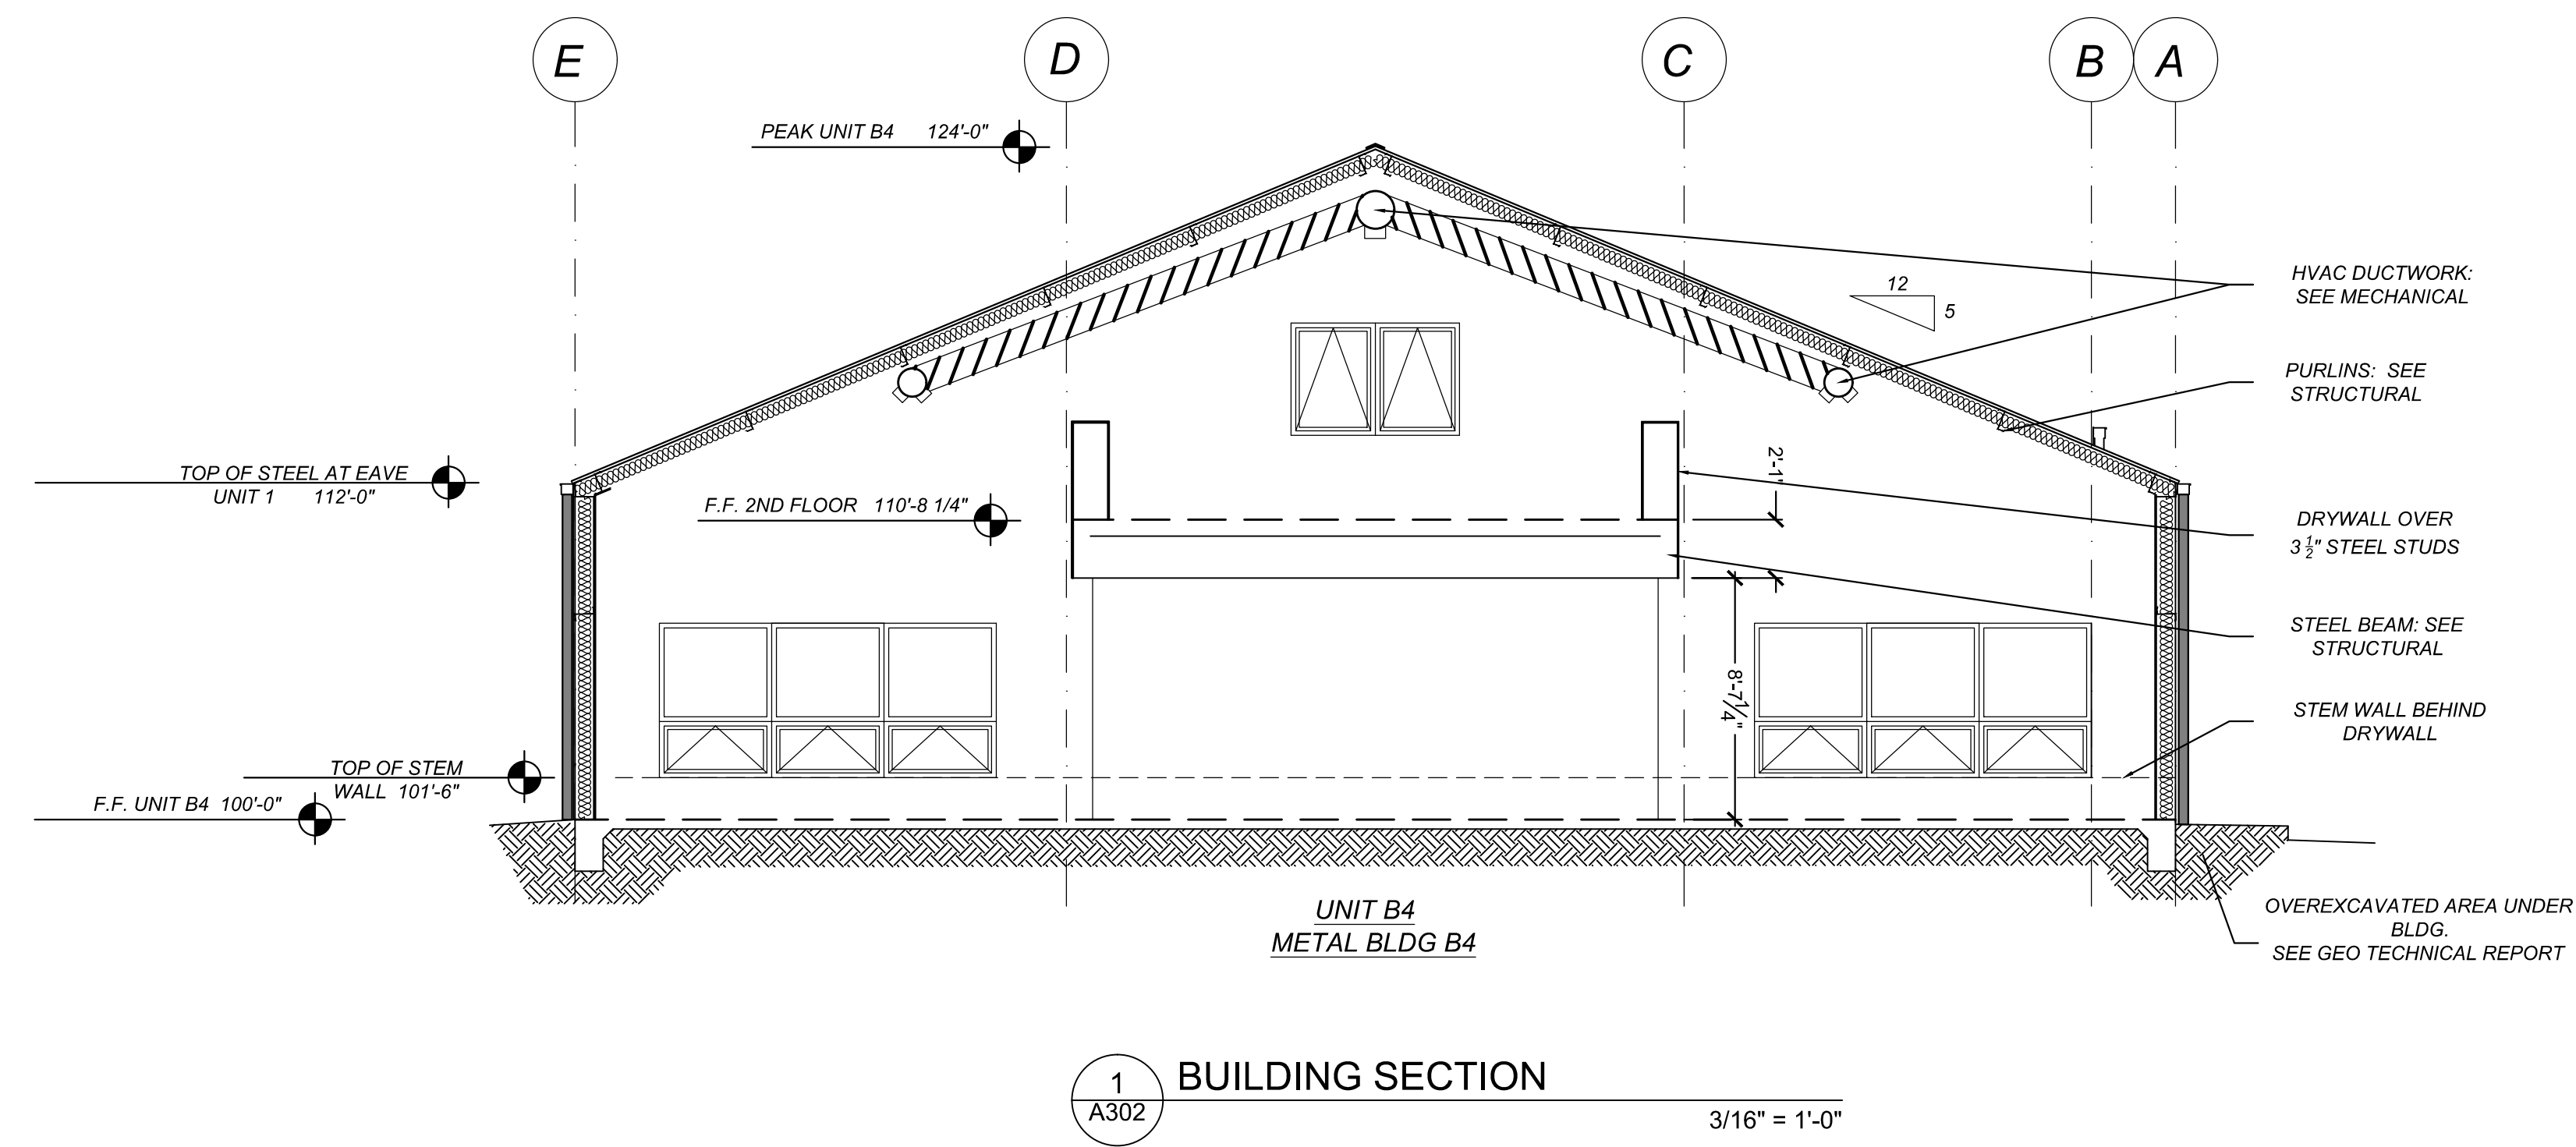 E
D
C
B
A
PEAK UNIT B4 124'-0"
12
5
HVAC DUCTWORK:
SEE MECHANICAL
PURLINS: SEE
STRUCTURAL
TOP OF STEEL AT EAVE
UNIT 1 112'-0"
F.F. 2ND FLOOR 110'-8 1/4"
2'-1"
DRYWALL OVER
3 1/2" STEEL STUDS
STEEL BEAM: SEE
STRUCTURAL
8'-7 1/4"
STEM WALL BEHIND
DRYWALL
TOP OF STEM
WALL 101'-6"
F.F. UNIT B4 100'-0"
OVEREXCAVATED AREA UNDER
BLDG.
SEE GEO TECHNICAL REPORT
UNIT B4
METAL BLDG B4
1
A302
BUILDING SECTION
3/16" = 1'-0"